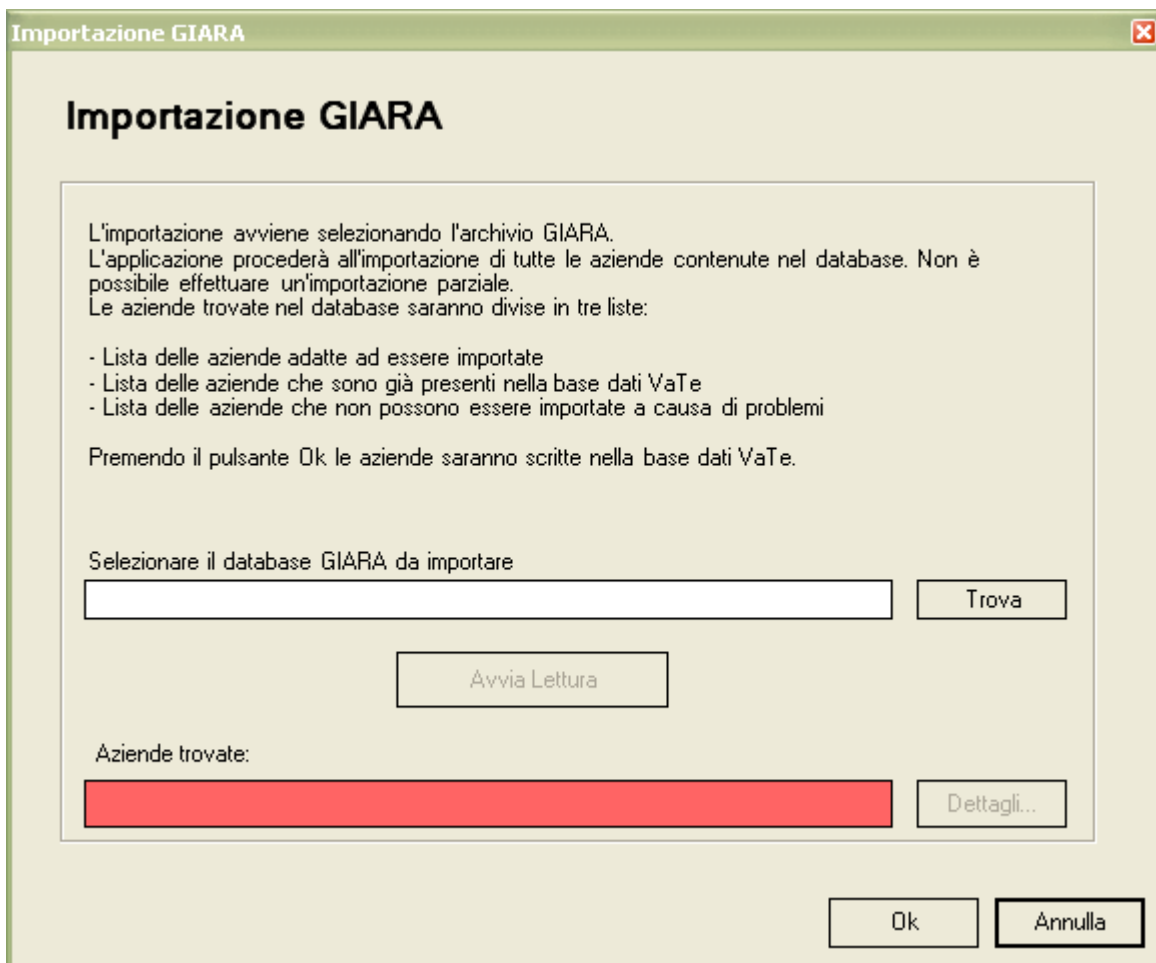 Importazione GIARA
Importazione GIARA
L'importazione avviene selezionando l'archivio GIARA.
L'applicazione procederà all'importazione di tutte le aziende contenute nel database. Non è
possibile effettuare un'importazione parziale.
Le aziende trovate nel database saranno divise in tre liste:
- Lista delle aziende adatte ad essere importate
- Lista delle aziende che sono già presenti nella base dati VaTe
- Lista delle aziende che non possono essere importate a causa di problemi
Premendo il pulsante Ok le aziende saranno scritte nella base dati VaTe.
Selezionare il database GIARA da importare
Trova
Avvia Lettura
Aziende trovate:
Dettagli...
Ok
Annulla